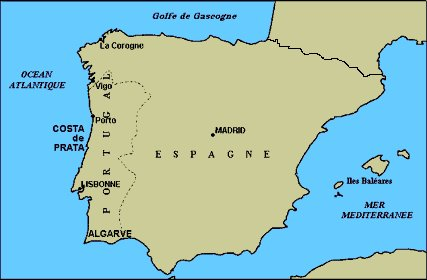 Golfe de Gascogne
La Corogne
OCEAN
ATLANTIQUE
Vigo
Porto
COSTA
de
PRATA
MADRID
PORTUGAL
ESPAGNE
Iles Baléares
LISBONNE
MER
MEDITERRANEE
ALGARVE